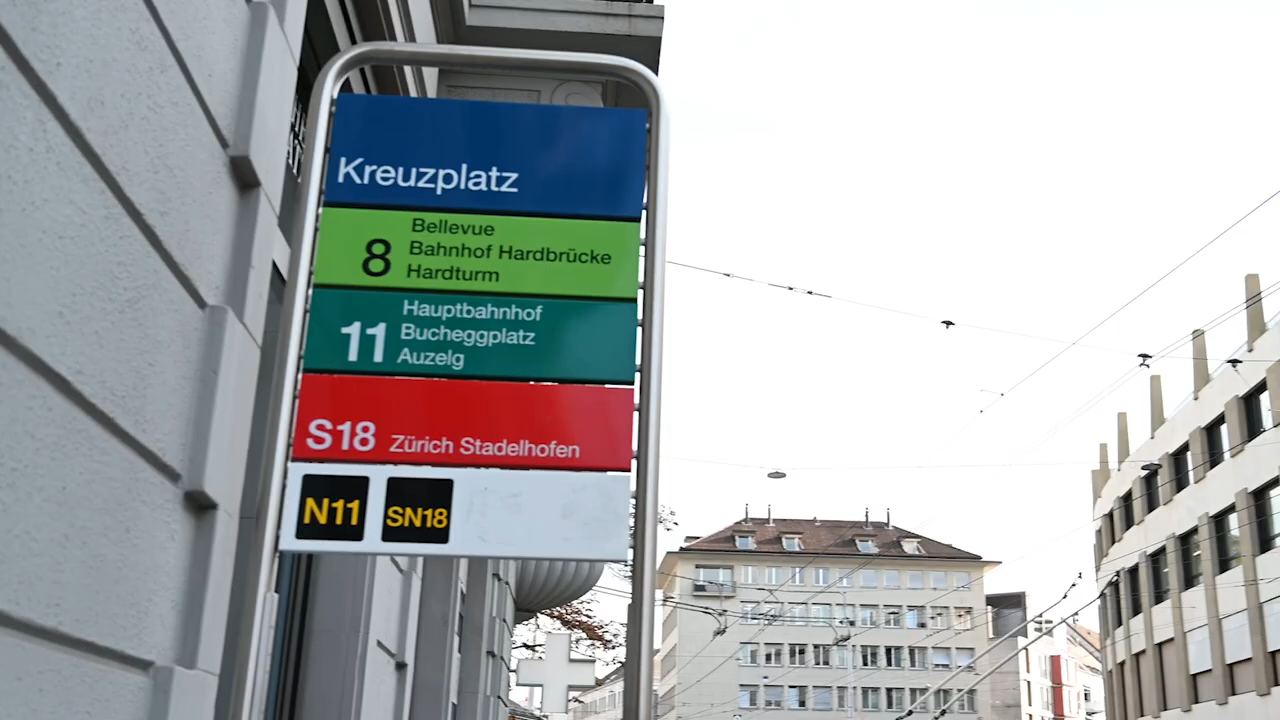 Kreuzplatz
8
Bellevue
Bahnhof Hardbrücke
Hardturm
11
Hauptbahnhof
Bucheggplatz
Auzelg
S18 Zürich Stadelhofen
N11 SN18